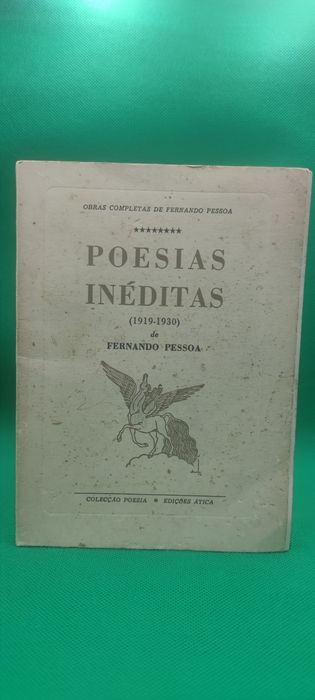 OBRAS COMPLETAS DE FERNANDO PESSOA
★★★★★★★★
POESIAS
INÉDITAS
(1919-1930)
de
FERNANDO PESSOA
COLECÇÃO POESIA ★ EDIÇÕES ÁTICA